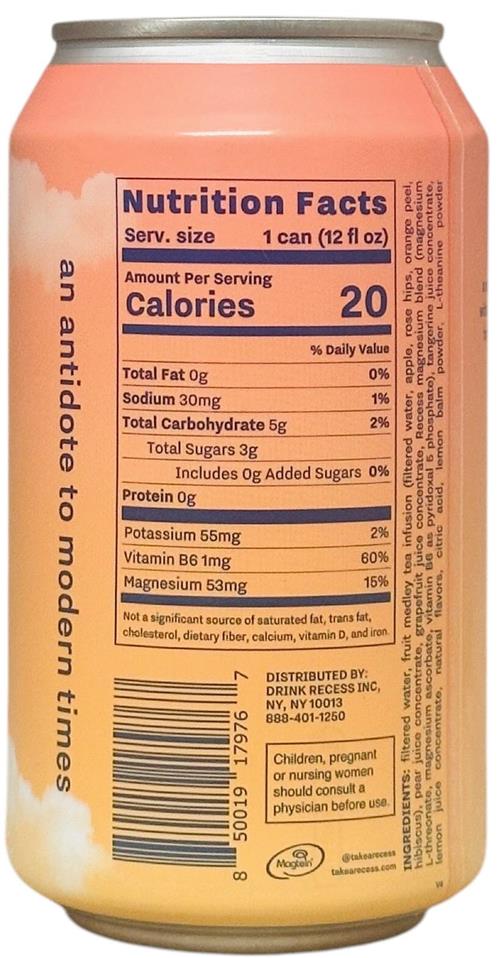 an antidote to modern times
Nutrition Facts
Serv. size 1 can (12 fl oz)
Amount Per Serving
Calories 20
% Daily Value
Total Fat 0g 0%
Sodium 30mg 1%
Total Carbohydrate 5g 2%
Total Sugars 3g
Includes 0g Added Sugars 0%
Protein 0g
Potassium 55mg 2%
Vitamin B6 1mg 60%
Magnesium 53mg 15%
Not a significant source of saturated fat, trans fat,
cholesterol, dietary fiber, calcium, vitamin D, and iron.
8 50019 17976 7
DISTRIBUTED BY:
DRINK RECESS INC,
NY, NY 10013
888-401-1250
Children, pregnant
or nursing women
should consult a
physician before use.
Magtein
@takearecess
takearecess.com
INGREDIENTS: filtered water, fruit medley tea infusion (filtered water, apple, rose hips, orange peel,
hibiscus), pear juice concentrate, grapefruit juice concentrate, Recess magnesium blend (magnesium
L-threonate, magnesium ascorbate, vitamin B6 as pyridoxal 5 phosphate), tangerine juice concentrate,
lemon juice concentrate, natural flavors, citric acid, lemon balm powder, L-theanine powder
V4